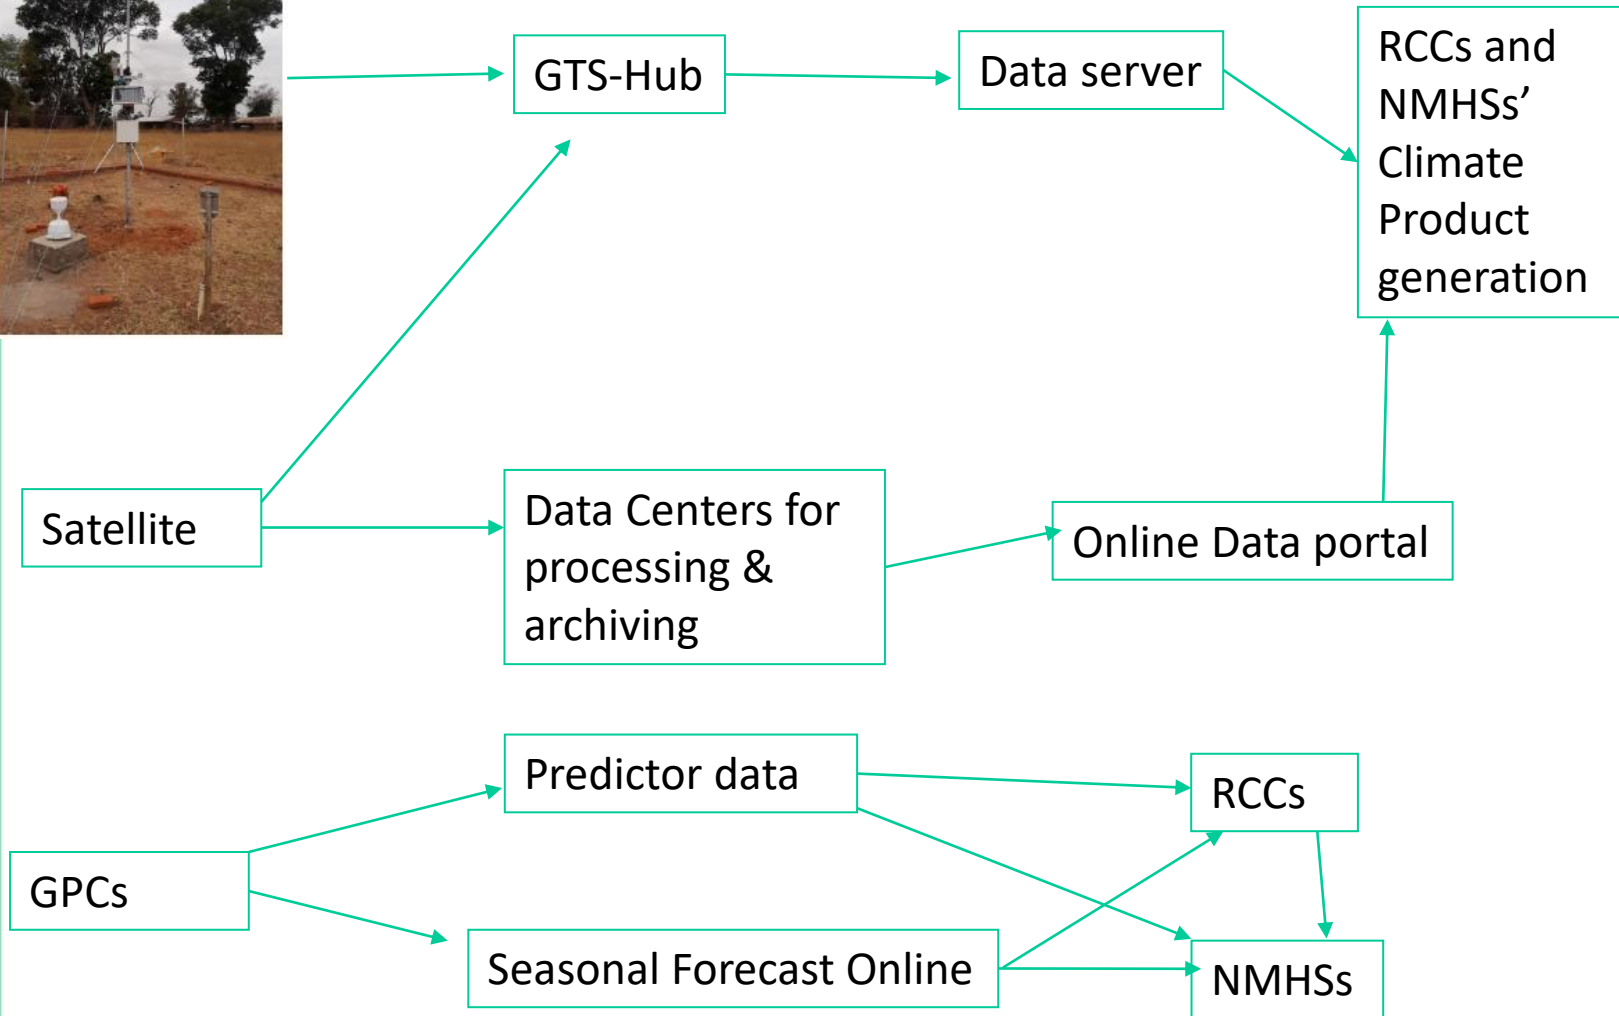 GTS-Hub
Data server
RCCs and
NMHSs’
Climate
Product
generation
Satellite
Data Centers for
processing &
archiving
Online Data portal
Predictor data
RCCs
GPCs
Seasonal Forecast Online
NMHSs